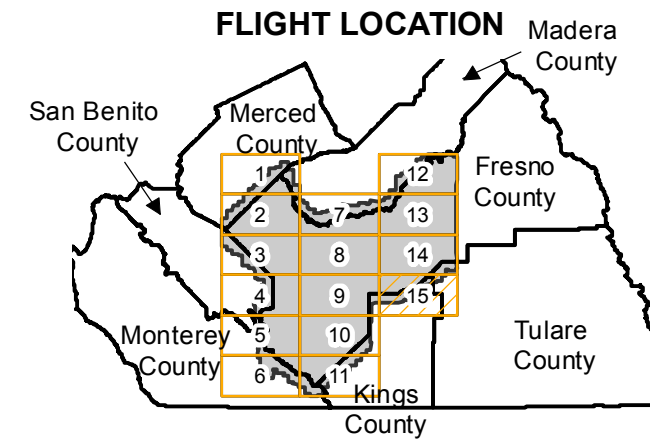 FLIGHT LOCATION
Madera
County
San Benito
County
Merced
County
Fresno
County
1
12
2
7
13
3
8
14
4
9
15
Monterey
County
5
10
Tulare
County
6
11
Kings
County